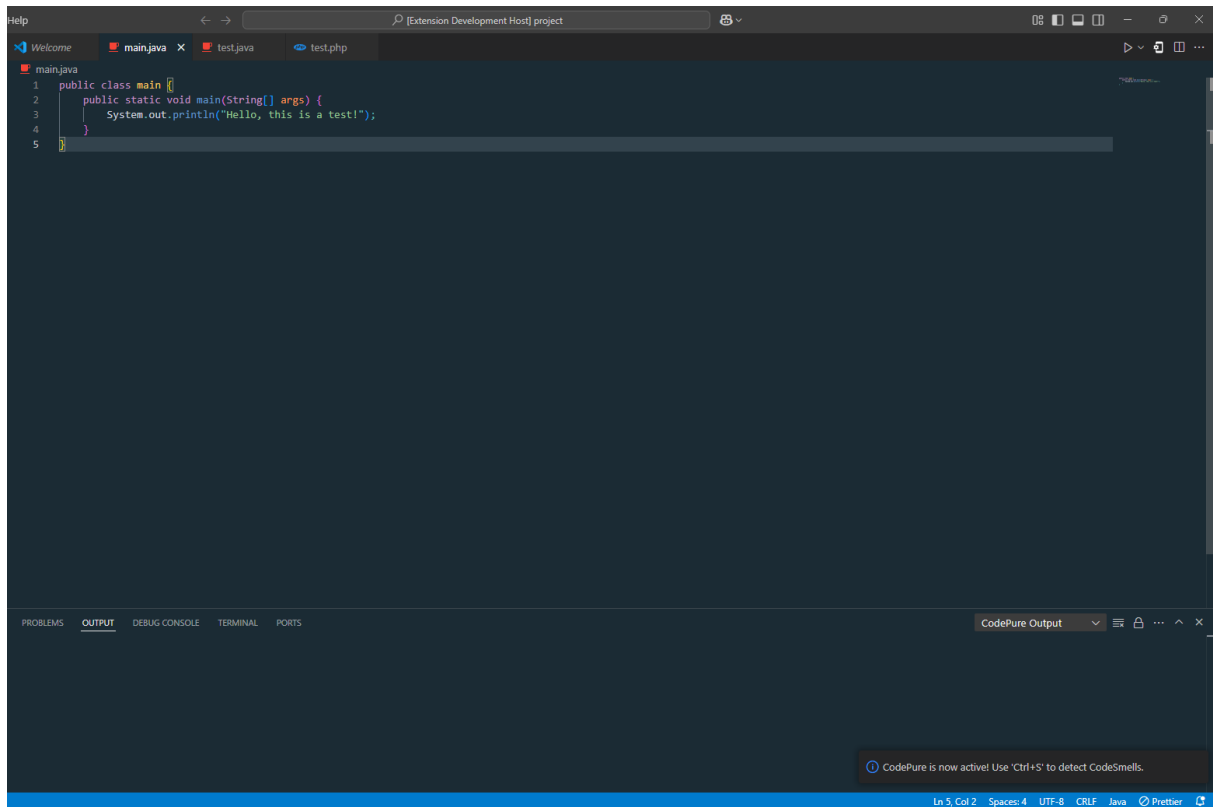 Help
[Extension Development Host] project
Welcome main.java test.java test.php
main.java
1 public class main {
2 public static void main(String[] args) {
3 System.out.println("Hello, this is a test!");
4 }
5 }
PROBLEMS OUTPUT DEBUG CONSOLE TERMINAL PORTS CodePure Output
CodePure is now active! Use 'Ctrl+S' to detect CodeSmells.
Ln 5, Col 2 Spaces: 4 UTF-8 CRLF Java Prettier